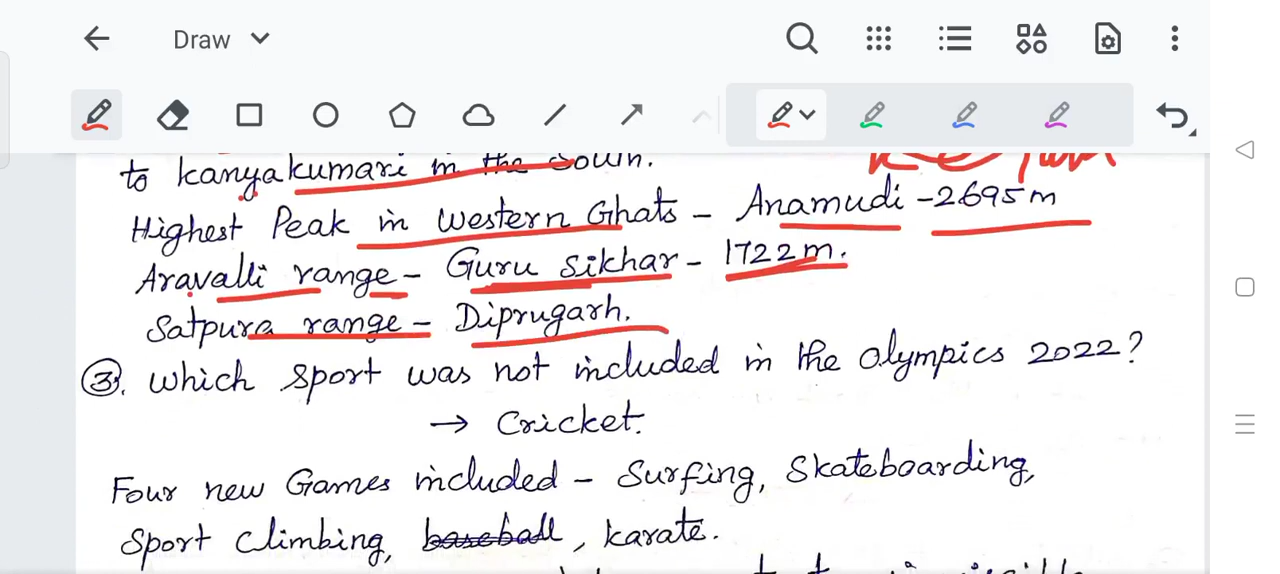 Draw
to kanyakumari in the South.
Highest Peak in Western Ghats - Anamudi - 2695 m
Aravalli range - Guru Sikhar - 1722 m.
Satpura range - Diprugarh.
3. Which sport was not included in the Olympics 2022?
→ Cricket.
Four new Games included - Surfing, Skateboarding,
Sport climbing, baseball, karate.